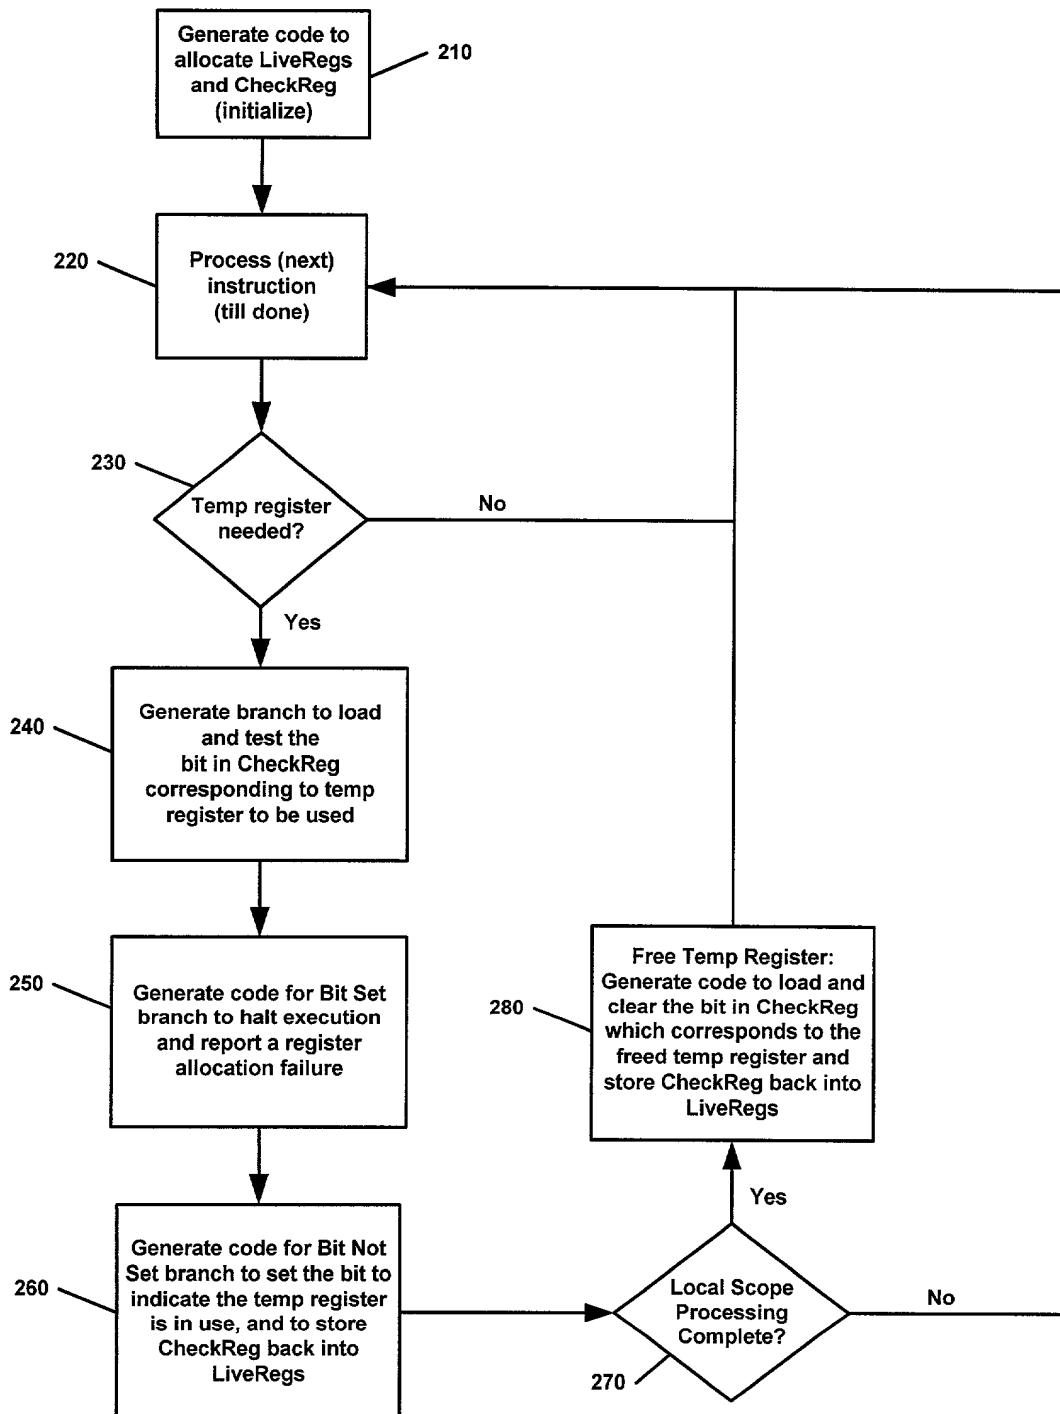 Generate code to
allocate LiveRegs
and CheckReg
(initialize)
210
220
Process (next)
instruction
(till done)
230
Temp register
needed?
No
Yes
240
Generate branch to load
and test the
bit in CheckReg
corresponding to temp
register to be used
250
Generate code for Bit Set
branch to halt execution
and report a register
allocation failure
280
Free Temp Register:
Generate code to load and
clear the bit in CheckReg
which corresponds to the
freed temp register and
store CheckReg back into
LiveRegs
Yes
260
Generate code for Bit Not
Set branch to set the bit to
indicate the temp register
is in use, and to store
CheckReg back into
LiveRegs
Local Scope
Processing
Complete?
No
270